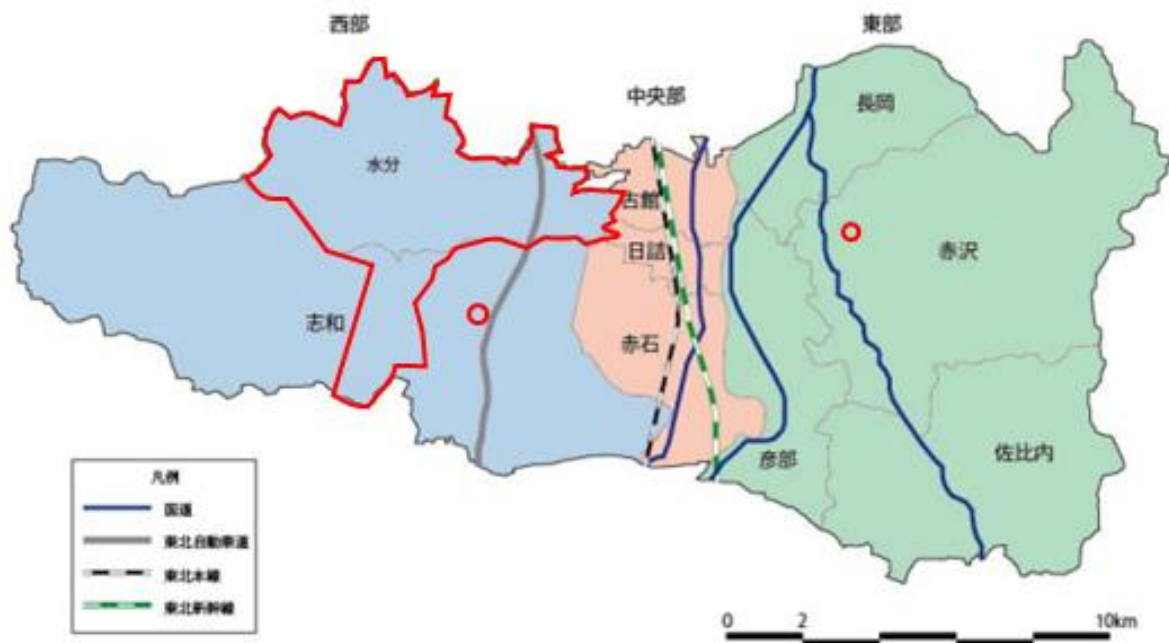 西部
東部
中央部
長岡
水分
古館
赤沢
日詰
志和
赤石
彦部
佐比内
凡例
国道
東北自動車道
東北本線
東北新幹線
0 2 10km